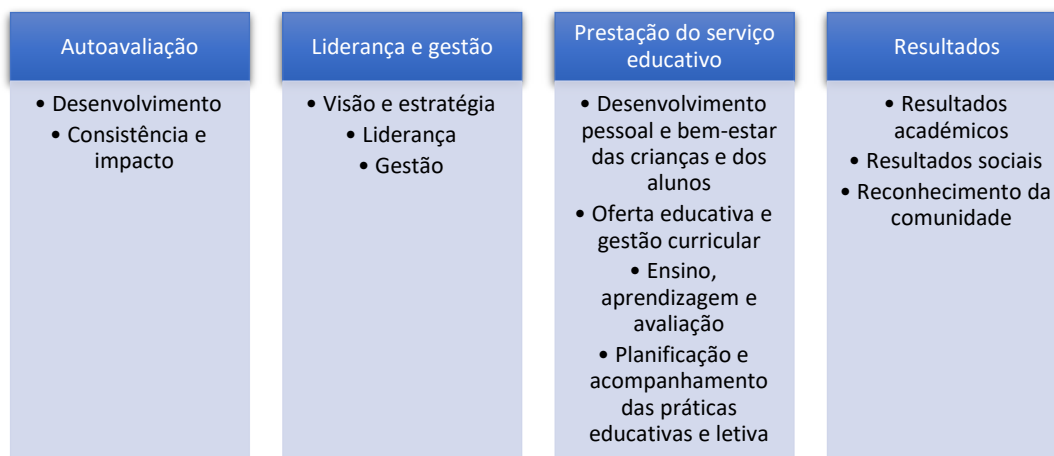 Autoavaliação
• Desenvolvimento
• Consistência e
impacto
Liderança e gestão
• Visão e estratégia
• Liderança
• Gestão
Prestação do serviço
educativo
• Desenvolvimento
pessoal e bem-estar
das crianças e dos
alunos
• Oferta educativa e
gestão curricular
• Ensino,
aprendizagem e
avaliação
• Planificação e
acompanhamento
das práticas
educativas e letiva
Resultados
• Resultados
académicos
• Resultados sociais
• Reconhecimento da
comunidade